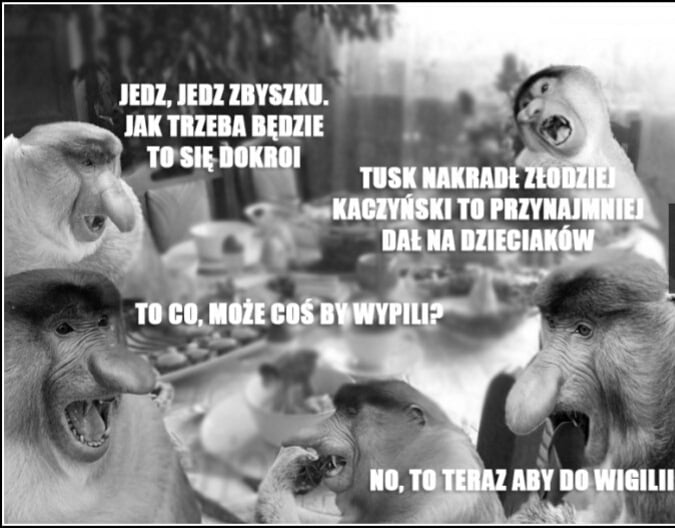 JEDZ, JEDZ ZBYSZKU.
JAK TRZEBA BĘDZIE
TO SIĘ DOKROI
TUSK NAKRADŁ ZŁODZIEJ
KACZYŃSKI TO PRZYNAJMNIEJ
DAŁ NA DZIECIAKÓW
TO CO, MOŻE COŚ BY WYPILI?
NO, TO TERAZ ABY DO WIGILII